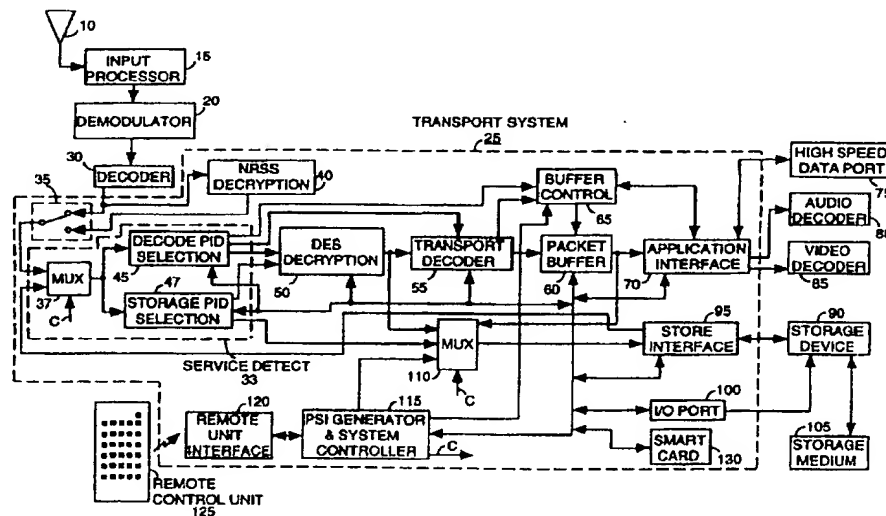 10
INPUT PROCESSOR
15
20
DEMODULATOR
TRANSPORT SYSTEM
25
30
DECODER
35
NRSS DECRYPTION
40
BUFFER CONTROL
65
HIGH SPEED DATA PORT
75
AUDIO DECODER
DECODE PID SELECTION
45
DES DECRYPTION
50
TRANSPORT DECODER
55
PACKET BUFFER
60
APPLICATION INTERFACE
70
VIDEO DECODER
85
MUX
37
C
47
STORAGE PID SELECTION
SERVICE DETECT
33
MUX
110
C
95
STORE INTERFACE
90
STORAGE DEVICE
100
I/O PORT
105
STORAGE MEDIUM
120
REMOTE UNIT INTERFACE
115
PSI GENERATOR & SYSTEM CONTROLLER
C
SMART CARD
130
REMOTE CONTROL UNIT
125